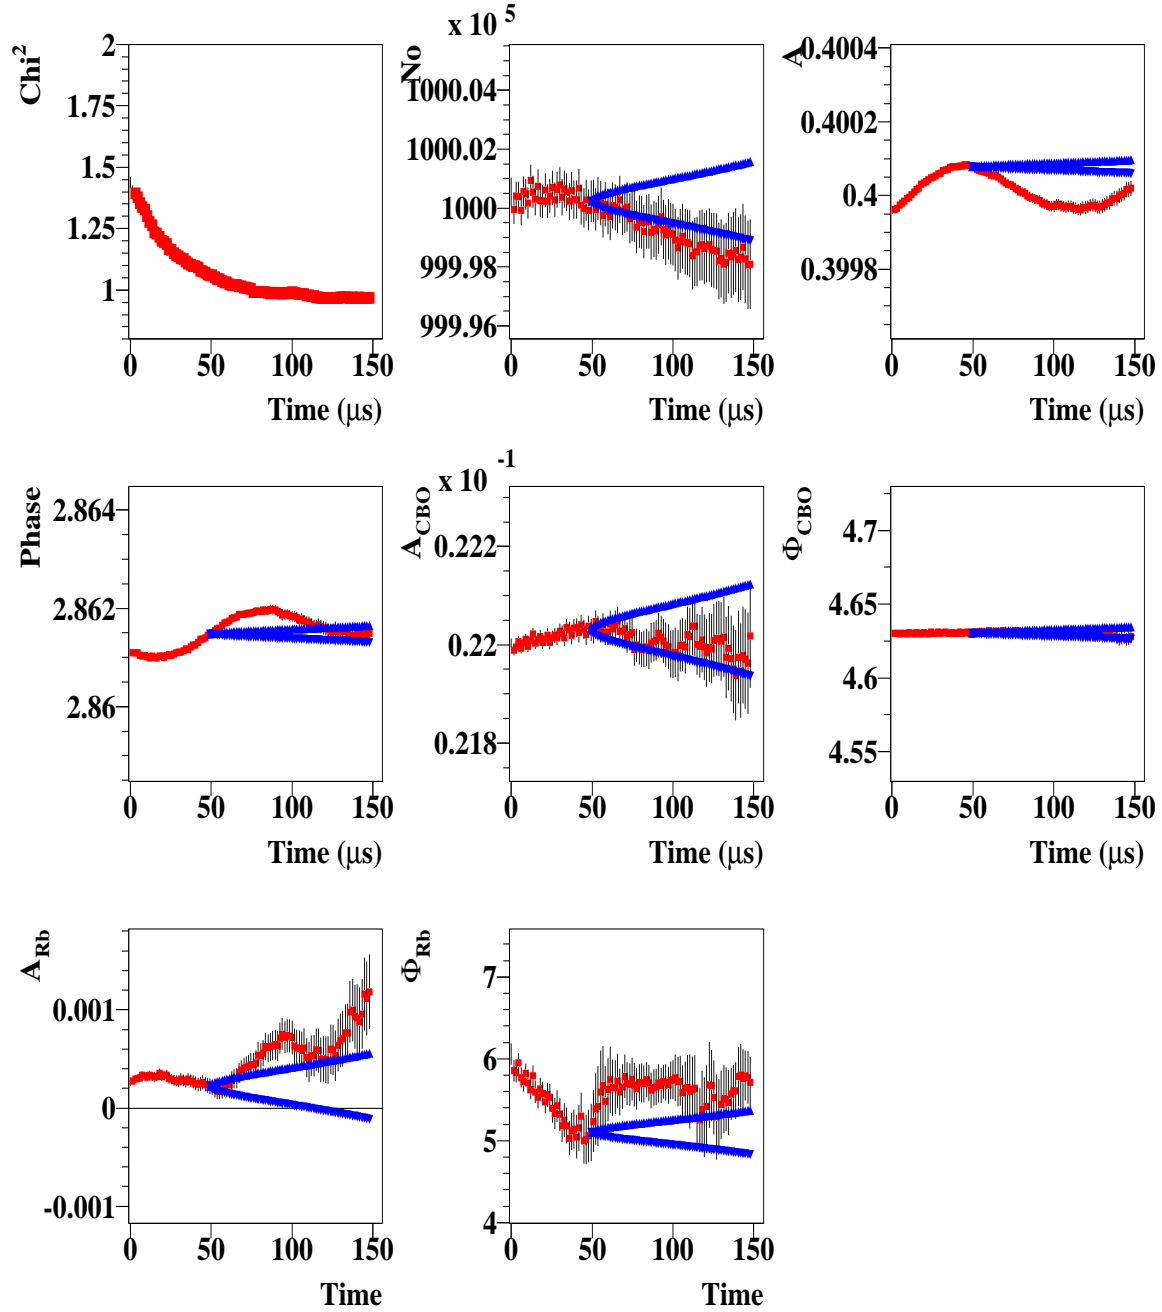 Chi²
2
1.75
1.5
1.25
1
0 50 100 150
Time (μs)
x 10⁵
No
1000.04
1000.02
1000
999.98
999.96
0 50 100 150
Time (μs)
A
0.4004
0.4002
0.4
0.3998
0 50 100 150
Time (μs)
Phase
2.864
2.862
2.86
0 50 100 150
Time (μs)
x 10⁻¹
A_CBO
0.222
0.22
0.218
0 50 100 150
Time (μs)
Φ_CBO
4.7
4.65
4.6
4.55
0 50 100 150
Time (μs)
A_Rb
0.001
0
-0.001
0 50 100 150
Time
Φ_Rb
7
6
5
4
0 50 100 150
Time